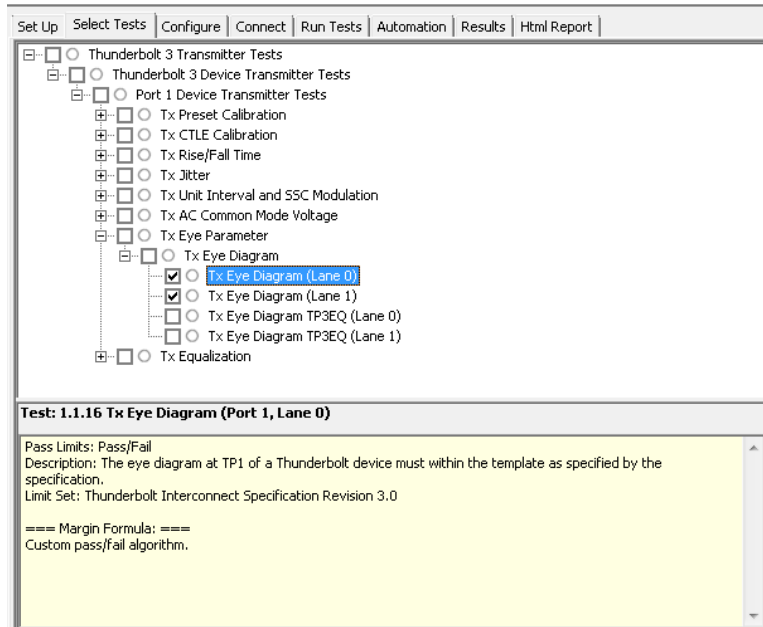 Set Up Select Tests Configure Connect Run Tests Automation Results Html Report
Thunderbolt 3 Transmitter Tests
Thunderbolt 3 Device Transmitter Tests
Port 1 Device Transmitter Tests
Tx Preset Calibration
Tx CTLE Calibration
Tx Rise/Fall Time
Tx Jitter
Tx Unit Interval and SSC Modulation
Tx AC Common Mode Voltage
Tx Eye Parameter
Tx Eye Diagram
Tx Eye Diagram (Lane 0)
Tx Eye Diagram (Lane 1)
Tx Eye Diagram TP3EQ (Lane 0)
Tx Eye Diagram TP3EQ (Lane 1)
Tx Equalization
Test: 1.1.16 Tx Eye Diagram (Port 1, Lane 0)
Pass Limits: Pass/Fail
Description: The eye diagram at TP1 of a Thunderbolt device must within the template as specified by the
specification.
Limit Set: Thunderbolt Interconnect Specification Revision 3.0
=== Margin Formula: ===
Custom pass/fail algorithm.